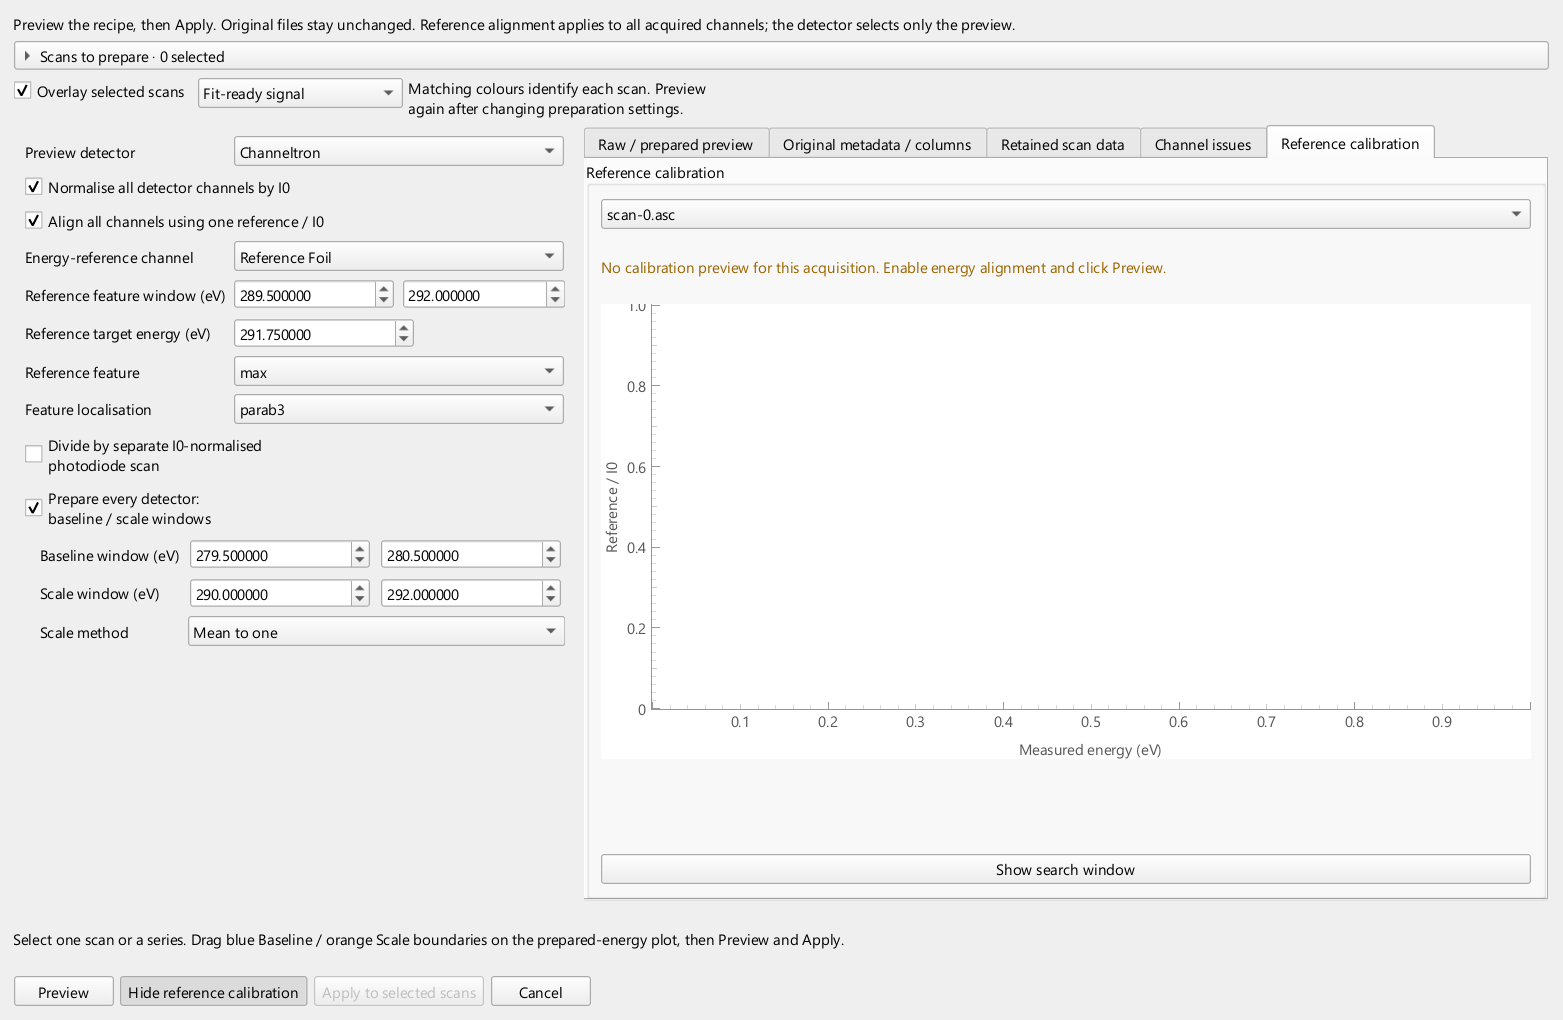 Preview the recipe, then Apply. Original files stay unchanged. Reference alignment applies to all acquired channels; the detector selects only the preview.
Scans to prepare · 0 selected
Overlay selected scans
Fit-ready signal
Matching colours identify each scan. Preview
again after changing preparation settings.
Preview detector
Channeltron
Normalise all detector channels by I0
Align all channels using one reference / I0
Energy-reference channel
Reference Foil
Reference feature window (eV)
289.500000
292.000000
Reference target energy (eV)
291.750000
Reference feature
max
Feature localisation
parab3
Divide by separate I0-normalised
photodiode scan
Prepare every detector:
baseline / scale windows
Baseline window (eV)
279.500000
280.500000
Scale window (eV)
290.000000
292.000000
Scale method
Mean to one
Raw / prepared preview
Original metadata / columns
Retained scan data
Channel issues
Reference calibration
Reference calibration
scan-0.asc
No calibration preview for this acquisition. Enable energy alignment and click Preview.
1.0
0.8
0.6
0.4
0.2
0
Reference / I0
0.1 0.2 0.3 0.4 0.5 0.6 0.7 0.8 0.9
Measured energy (eV)
Show search window
Select one scan or a series. Drag blue Baseline / orange Scale boundaries on the prepared-energy plot, then Preview and Apply.
Preview
Hide reference calibration
Apply to selected scans
Cancel